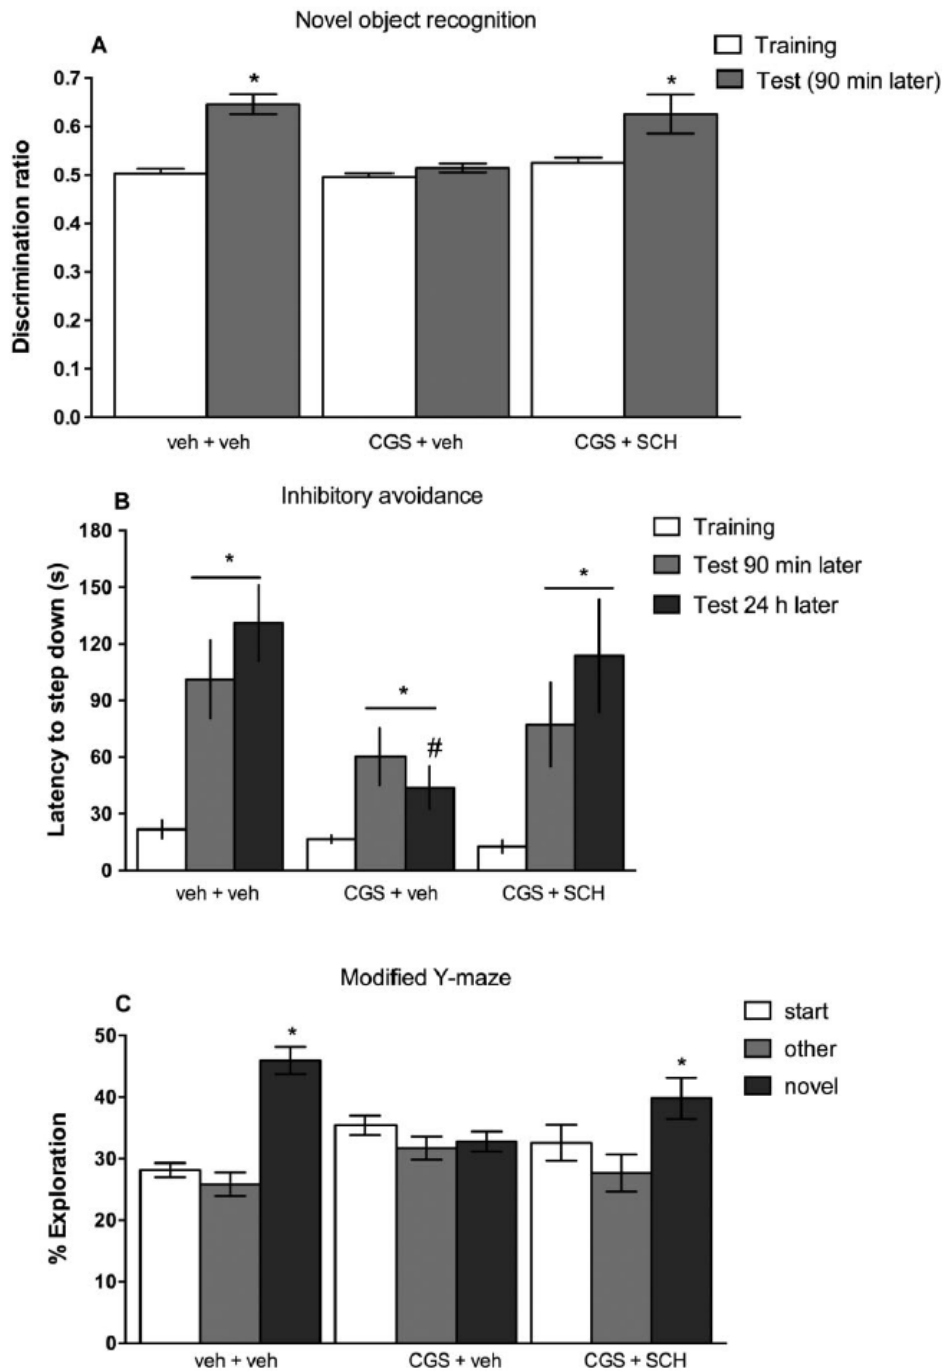 Novel object recognition
A
Training
Test (90 min later)
Discrimination ratio
0.7
*
*
0.6
0.5
0.4
0.3
0.2
0.1
0.0
veh + veh
CGS + veh
CGS + SCH
B
Inhibitory avoidance
Training
Test 90 min later
Test 24 h later
Latency to step down (s)
180
*
*
150
120
*
90
#
60
30
0
veh + veh
CGS + veh
CGS + SCH
Modified Y-maze
C
start
other
novel
% Exploration
50
*
*
40
30
20
10
0
veh + veh
CGS + veh
CGS + SCH